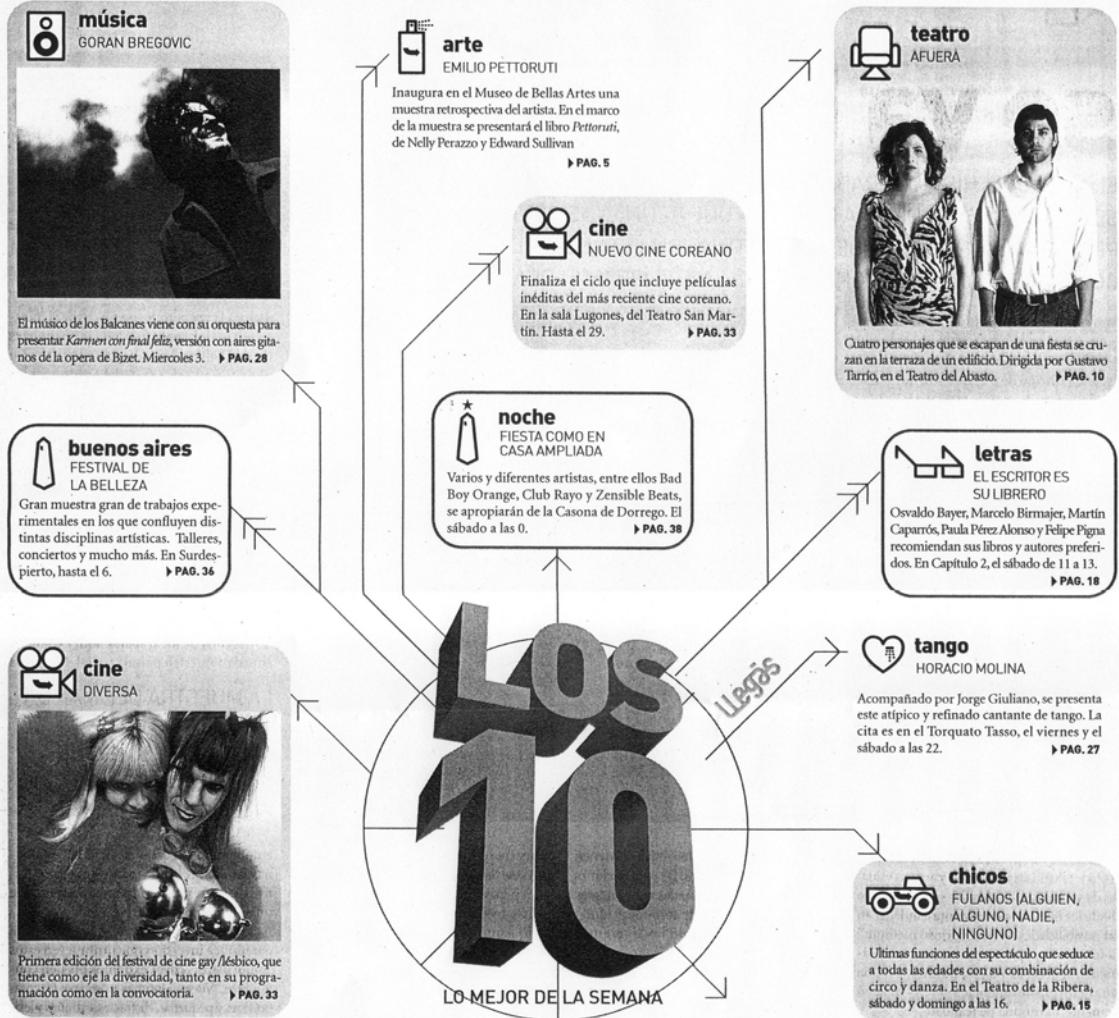 música
GORAN BREGOVIC
El músico de los Balcanes viene con su orquesta para
presentar Karmen con final feliz, versión con aires gita-
nos de la opera de Bizet. Miercoles 3. PAG. 28
arte
EMILIO PETTORUTI
Inaugura en el Museo de Bellas Artes una
muestra retrospectiva del artista. En el marco
de la muestra se presentará el libro Pettoruti,
de Nelly Perazzo y Edward Sullivan
PAG. 5
teatro
AFUERA
Cuatro personajes que se escapan de una fiesta se cru-
zan en la terraza de un edificio. Dirigida por Gustavo
Tarrío, en el Teatro del Abasto. PAG. 10
cine
NUEVO CINE COREANO
Finaliza el ciclo que incluye películas
inéditas del más reciente cine coreano.
En la sala Lugones, del Teatro San Mar-
tín. Hasta el 29. PAG. 33
buenos aires
FESTIVAL DE
LA BELLEZA
Gran muestra gran de trabajos expe-
rimentales en los que confluyen dis-
tintas disciplinas artísticas. Talleres,
conciertos y mucho más. En Surdes-
pierto, hasta el 6. PAG. 36
noche
FIESTA COMO EN
CASA AMPLIADA
Varios y diferentes artistas, entre ellos Bad
Boy Orange, Club Rayo y Zensible Beats,
se apropiarán de la Casona de Dorrego. El
sábado a las 0. PAG. 38
letras
EL ESCRITOR ES
SU LIBRERO
Osvaldo Bayer, Marcelo Birmajer, Martín
Caparrós, Paula Pérez Alonso y Felipe Pigna
recomiendan sus libros y autores preferi-
dos. En Capítulo 2, el sábado de 11 a 13.
PAG. 18
cine
DIVERSA
Primera edición del festival de cine gay /lésbico, que
tiene como eje la diversidad, tanto en su progra-
mación como en la convocatoria. PAG. 33
LOS
10
LLegás
LO MEJOR DE LA SEMANA
tango
HORACIO MOLINA
Acompañado por Jorge Giuliano, se presenta
este atípico y refinado cantante de tango. La
cita es en el Torquato Tasso, el viernes y el
sábado a las 22. PAG. 27
chicos
FULANOS (ALGUIEN,
ALGUNO, NADIE,
NINGUNO)
Ultimas funciones del espectáculo que seduce
a todas las edades con su combinación de
circo y danza. En el Teatro de la Ribera,
sábado y domingo a las 16. PAG. 15